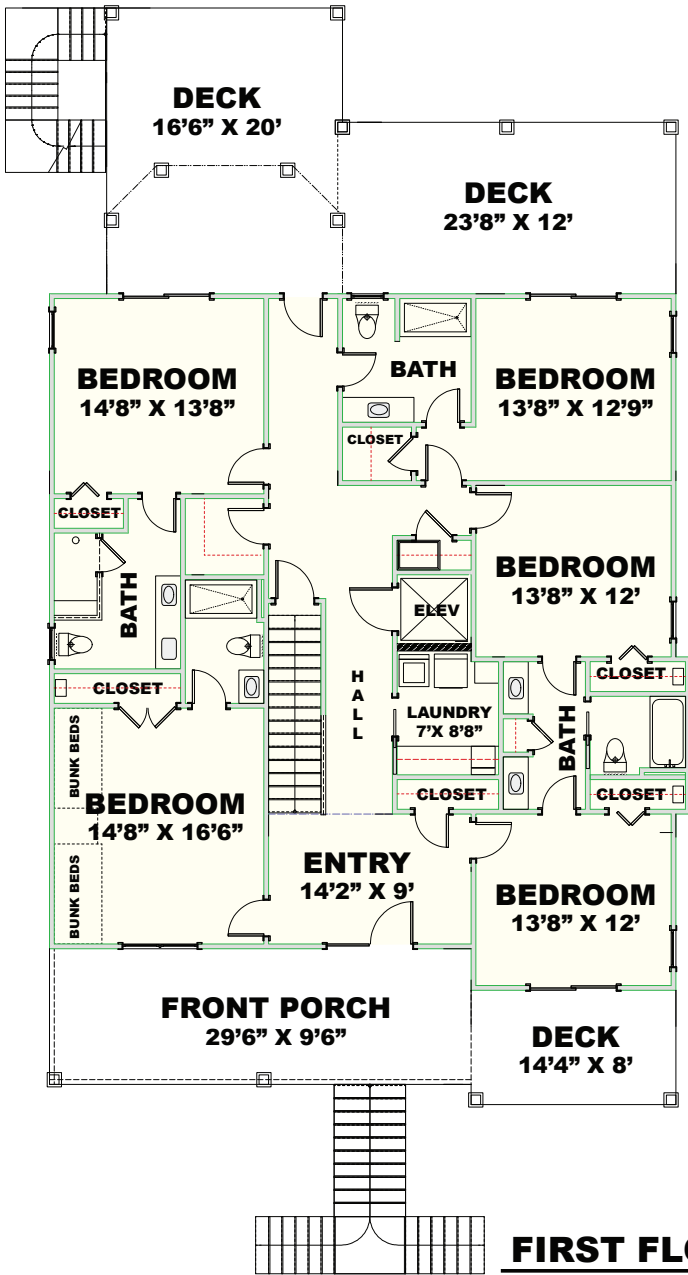 DECK
16'6" X 20'
DECK
23'8" X 12'
BEDROOM
14'8" X 13'8"
BATH
BEDROOM
13'8" X 12'9"
CLOSET
CLOSET
BATH
BEDROOM
13'8" X 12'
ELEV
CLOSET
CLOSET
HALL
LAUNDRY
7'X 8'8"
BATH
BUNK BEDS
BEDROOM
14'8" X 16'6"
CLOSET
CLOSET
BUNK BEDS
ENTRY
14'2" X 9'
BEDROOM
13'8" X 12'
FRONT PORCH
29'6" X 9'6"
DECK
14'4" X 8'
FIRST FLO